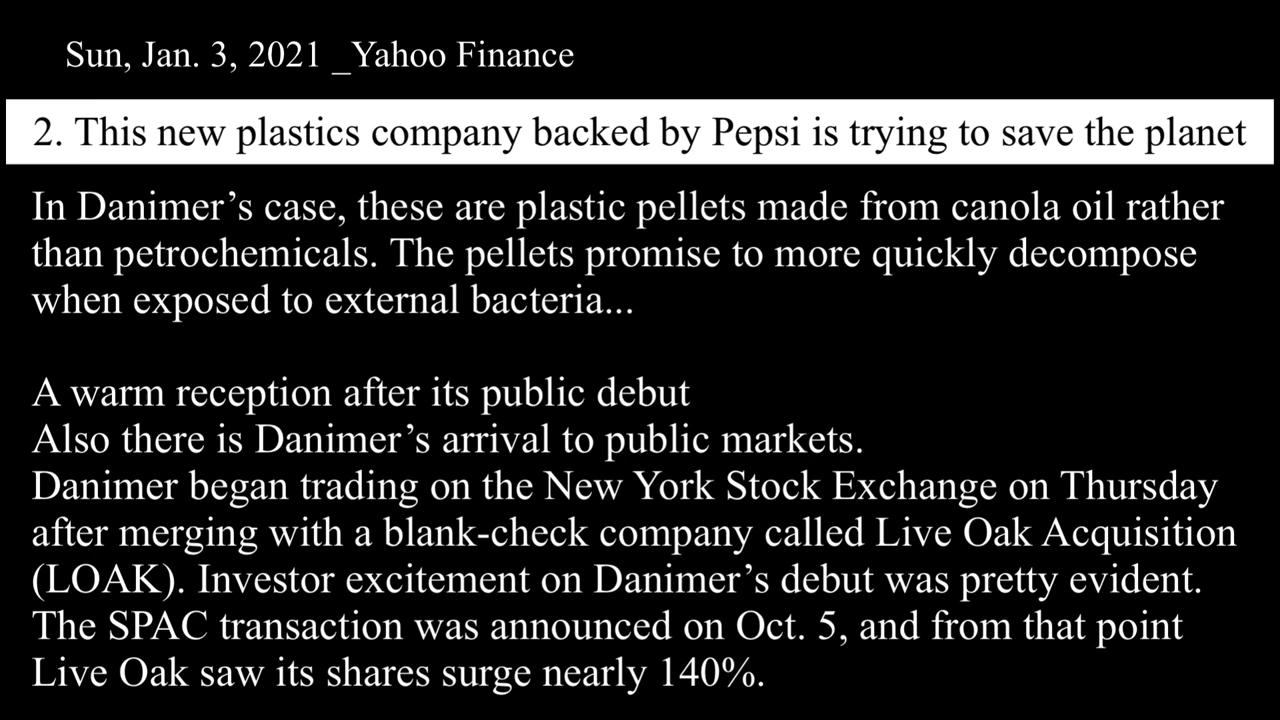 Sun, Jan. 3, 2021 _Yahoo Finance
2. This new plastics company backed by Pepsi is trying to save the planet
In Danimer’s case, these are plastic pellets made from canola oil rather
than petrochemicals. The pellets promise to more quickly decompose
when exposed to external bacteria...
A warm reception after its public debut
Also there is Danimer’s arrival to public markets.
Danimer began trading on the New York Stock Exchange on Thursday
after merging with a blank-check company called Live Oak Acquisition
(LOAK). Investor excitement on Danimer’s debut was pretty evident.
The SPAC transaction was announced on Oct. 5, and from that point
Live Oak saw its shares surge nearly 140%.